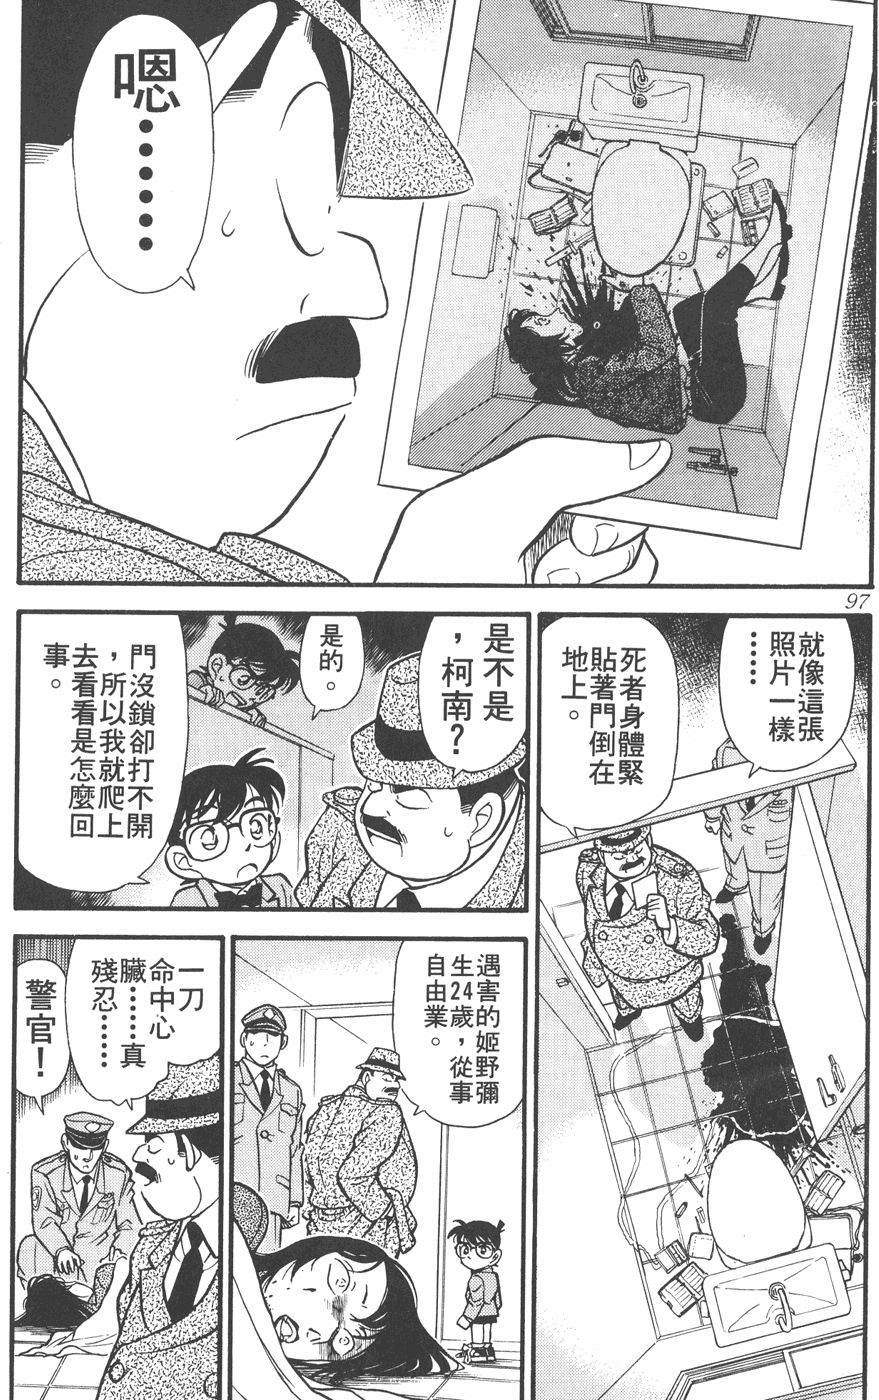 嗯⋯⋯⋯
97
就像這張
照片一樣
⋯⋯
死者身體緊
貼著門倒在
地上。
是不是
，柯南?
是的。
門沒鎖卻打不開
，所以我就爬上
去看看是怎麼回
事。
遇害的姬野彌
生24歲，從事
自由業。
一刀
命中心
臟⋯⋯真
殘忍⋯⋯
警官!